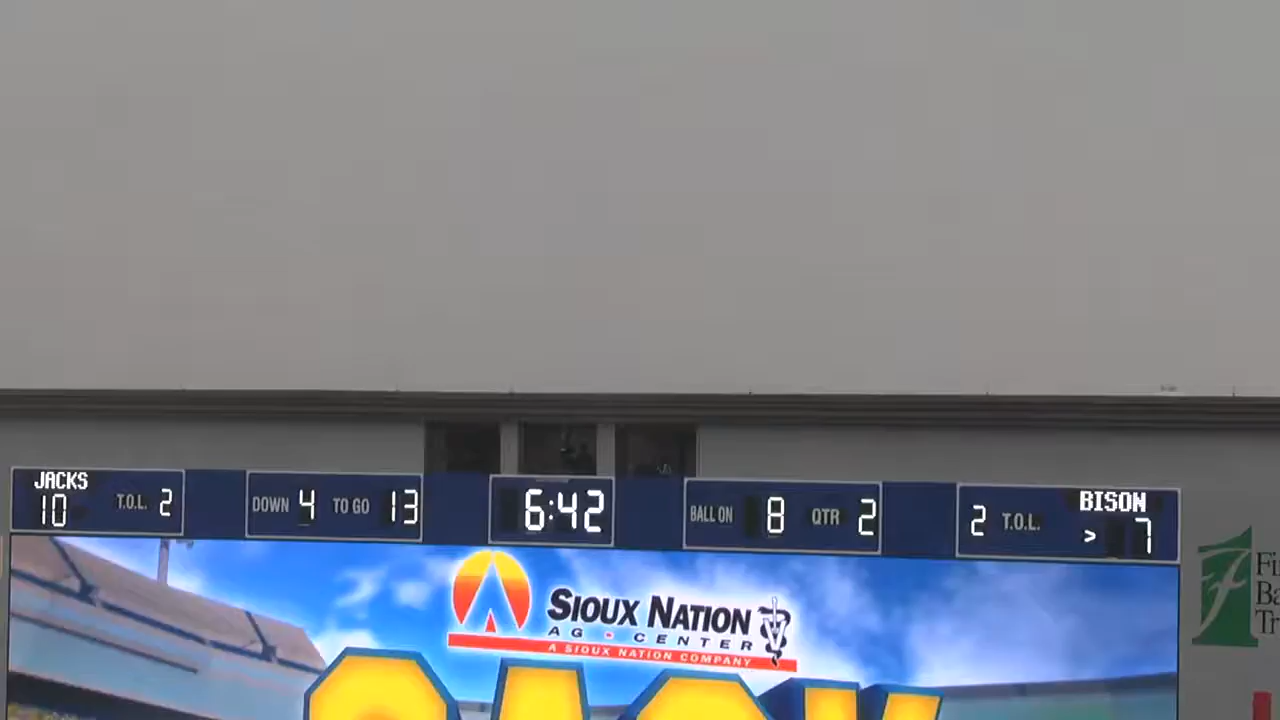 JACKS
10 T.O.L. 2
DOWN 4 TO GO 13
6:42
BALL ON 8 QTR 2
BISON
2 T.O.L. > 7
SIOUX NATION
AG • CENTER
A SIOUX NATION COMPANY